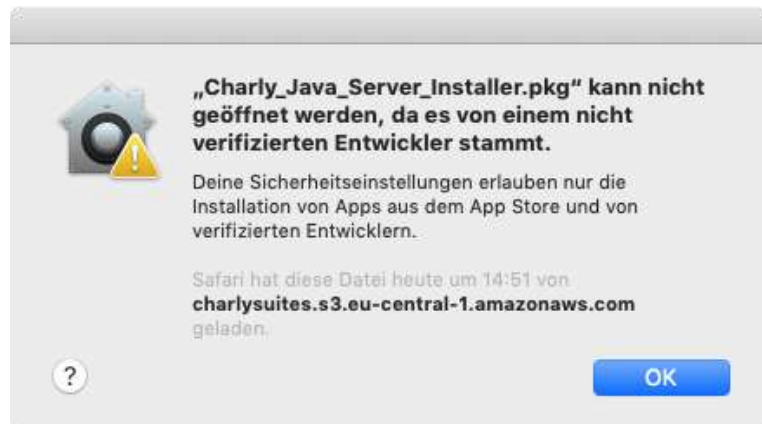 „Charly_Java_Server_Installer.pkg“ kann nicht
geöffnet werden, da es von einem nicht
verifizierten Entwickler stammt.
Deine Sicherheitseinstellungen erlauben nur die
Installation von Apps aus dem App Store und von
verifizierten Entwicklern.
Safari hat diese Datei heute um 14:51 von
charlysuites.s3.eu-central-1.amazonaws.com
geladen.
?
OK